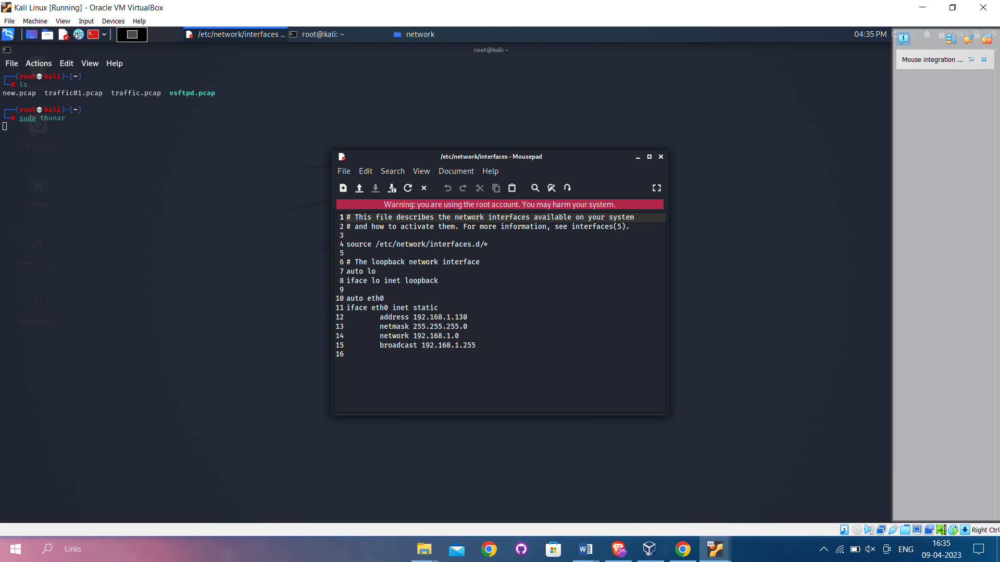 Kali Linux [Running] - Oracle VM VirtualBox
File Machine View Input Devices Help
/etc/network/interfaces ... root@kali: ~ network 04:35 PM 77%
root@kali: ~
File Actions Edit View Help
Mouse integration ...
(root💀kali)-[~]
# ls
new.pcap traffic01.pcap traffic.pcap vsftpd.pcap
(root💀kali)-[~]
# sudo thunar
Trash
File System
Home
new.pcap
vsftpd.pcap
/etc/network/interfaces - Mousepad
File Edit Search View Document Help
Warning: you are using the root account. You may harm your system.
1 # This file describes the network interfaces available on your system
2 # and how to activate them. For more information, see interfaces(5).
3
4 source /etc/network/interfaces.d/*
5
6 # The loopback network interface
7 auto lo
8 iface lo inet loopback
9
10 auto eth0
11 iface eth0 inet static
12 address 192.168.1.130
13 netmask 255.255.255.0
14 network 192.168.1.0
15 broadcast 192.168.1.255
16
Right Ctrl
Links
ENG
16:35
09-04-2023